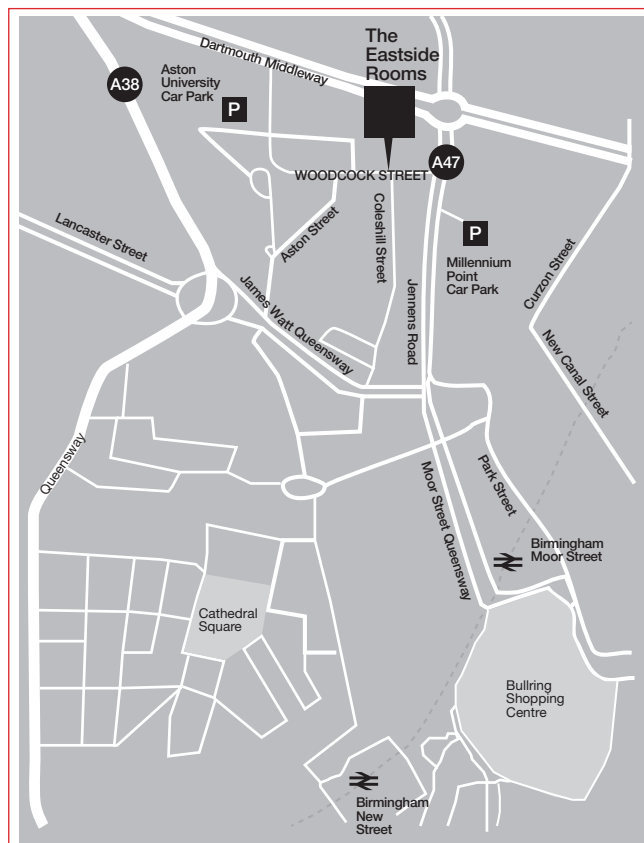 The
Eastside
Rooms
Dartmouth Middleway
A38
Aston
University
Car Park
P
WOODCOCK STREET
A47
Lancaster Street
Aston Street
Coleshill Street
P
Millennium
Point
Car Park
Curzon Street
James Watt Queensway
Jennens Road
New Canal Street
Queensway
Moor Street Queensway
Park Street
Birmingham
Moor Street
Cathedral
Square
Bullring
Shopping
Centre
Birmingham
New
Street